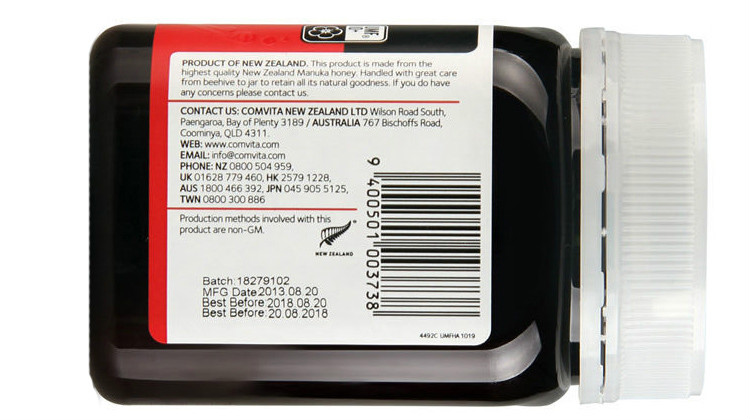 UMF®
PRODUCT OF NEW ZEALAND. This product is made from the
highest quality New Zealand Manuka honey. Handled with great care
from beehive to jar to retain all its natural goodness. If you do have
any concerns please contact us.
CONTACT US: COMVITA NEW ZEALAND LTD Wilson Road South,
Paengaroa, Bay of Plenty 3189 / AUSTRALIA 767 Bischoffs Road,
Coominya, QLD 4311.
WEB: www.comvita.com
EMAIL: info@comvita.com
PHONE: NZ 0800 504 959,
UK 01628 779 460, HK 2579 1228,
AUS 1800 466 392, JPN 045 905 5125,
TWN 0800 300 886
Production methods involved with this
product are non-GM.
NEW ZEALAND
9 400501 003738
Batch:18279102
MFG Date:2013.08.20
Best Before:2018.08.20
Best Before:20.08.2018
4492C UMFHA 1019